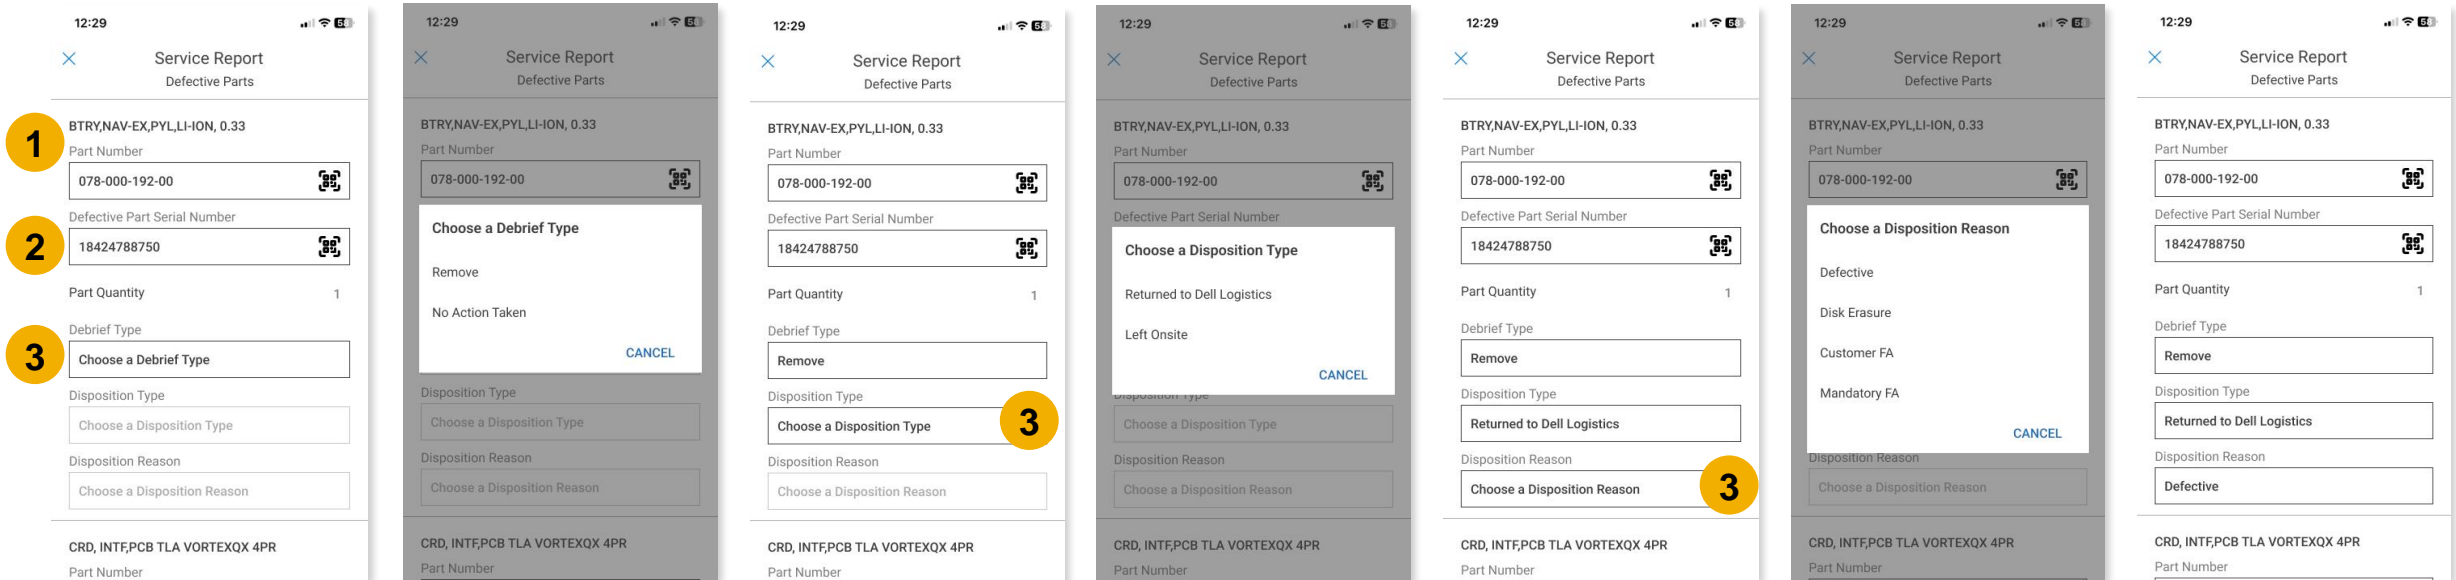 12:29
Service Report
Defective Parts
BTRY,NAV-EX,PYL,LI-ION, 0.33
1
Part Number
078-000-192-00
Defective Part Serial Number
2
18424788750
Part Quantity 1
Debrief Type
3
Choose a Debrief Type
Disposition Type
Choose a Disposition Type
Disposition Reason
Choose a Disposition Reason
CRD, INTF,PCB TLA VORTEXQX 4PR
Part Number
12:29
Service Report
Defective Parts
BTRY,NAV-EX,PYL,LI-ION, 0.33
Part Number
078-000-192-00
Defective Part Serial Number
Choose a Debrief Type
Remove
No Action Taken
CANCEL
Disposition Type
Choose a Disposition Type
Disposition Reason
Choose a Disposition Reason
CRD, INTF,PCB TLA VORTEXQX 4PR
Part Number
12:29
Service Report
Defective Parts
BTRY,NAV-EX,PYL,LI-ION, 0.33
Part Number
078-000-192-00
Defective Part Serial Number
18424788750
Part Quantity 1
Debrief Type
Remove
Disposition Type
Choose a Disposition Type
3
Disposition Reason
Choose a Disposition Reason
CRD, INTF,PCB TLA VORTEXQX 4PR
Part Number
12:29
Service Report
Defective Parts
BTRY,NAV-EX,PYL,LI-ION, 0.33
Part Number
078-000-192-00
Defective Part Serial Number
Choose a Disposition Type
Returned to Dell Logistics
Left Onsite
CANCEL
Disposition Type
Choose a Disposition Type
Disposition Reason
Choose a Disposition Reason
CRD, INTF,PCB TLA VORTEXQX 4PR
Part Number
12:29
Service Report
Defective Parts
BTRY,NAV-EX,PYL,LI-ION, 0.33
Part Number
078-000-192-00
Defective Part Serial Number
18424788750
Part Quantity 1
Debrief Type
Remove
Disposition Type
Returned to Dell Logistics
Disposition Reason
Choose a Disposition Reason
3
CRD, INTF,PCB TLA VORTEXQX 4PR
Part Number
12:29
Service Report
Defective Parts
BTRY,NAV-EX,PYL,LI-ION, 0.33
Part Number
078-000-192-00
Choose a Disposition Reason
Defective
Disk Erasure
Customer FA
Mandatory FA
CANCEL
Disposition Reason
Choose a Disposition Reason
CRD, INTF,PCB TLA VORTEXQX 4PR
Part Number
12:29
Service Report
Defective Parts
BTRY,NAV-EX,PYL,LI-ION, 0.33
Part Number
078-000-192-00
Defective Part Serial Number
18424788750
Part Quantity 1
Debrief Type
Remove
Disposition Type
Returned to Dell Logistics
Disposition Reason
Defective
CRD, INTF,PCB TLA VORTEXQX 4PR
Part Number